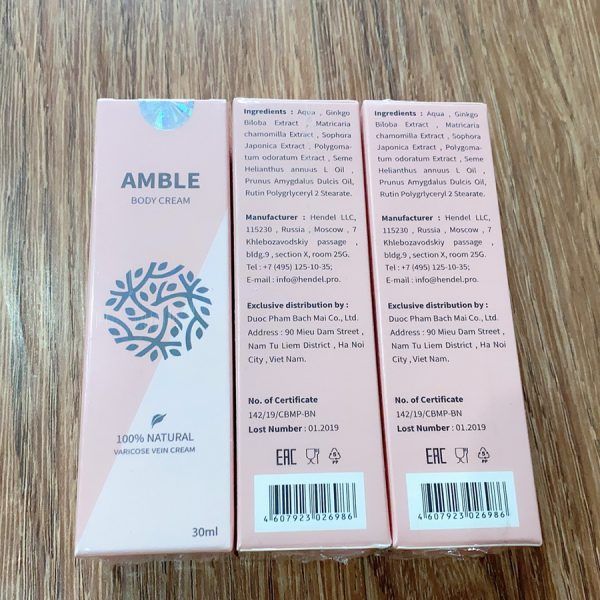 AMBLE
BODY CREAM
100% NATURAL
VARICOSE VEIN CREAM
30ml
Ingredients : Aqua , Ginkgo
Biloba Extract , Matricaria
chamomilla Extract , Sophora
Japonica Extract , Polygoma-
tum odoratum Extract , Seme
Helianthus annuus L Oil ,
Prunus Amygdalus Dulcis Oil,
Rutin Polygrlyceryl 2 Stearate.
Manufacturer : Hendel LLC,
115230 , Russia , Moscow , 7
Khlebozavodskiy passage ,
bldg.9 , section X, room 25G.
Tel : +7 (495) 125-10-35;
E-mail : info@hendel.pro.
Exclusive distribution by :
Duoc Pham Bach Mai Co., Ltd.
Address : 90 Mieu Dam Street ,
Nam Tu Liem District , Ha Noi
City , Viet Nam.
No. of Certificate
142/19/CBMP-BN
Lost Number : 01.2019
EAC
PP
4 607923 026986
Ingredients : Aqua , Ginkgo
Biloba Extract , Matricaria
chamomilla Extract , Sophora
Japonica Extract , Polygoma-
tum odoratum Extract , Seme
Helianthus annuus L Oil ,
Prunus Amygdalus Dulcis Oil,
Rutin Polygrlyceryl 2 Stearate.
Manufacturer : Hendel LLC,
115230 , Russia , Moscow , 7
Khlebozavodskiy passage ,
bldg.9 , section X, room 25G.
Tel : +7 (495) 125-10-35;
E-mail : info@hendel.pro.
Exclusive distribution by :
Duoc Pham Bach Mai Co., Ltd.
Address : 90 Mieu Dam Street ,
Nam Tu Liem District , Ha Noi
City , Viet Nam.
No. of Certificate
142/19/CBMP-BN
Lost Number : 01.2019
EAC
PP
4 607923 026986